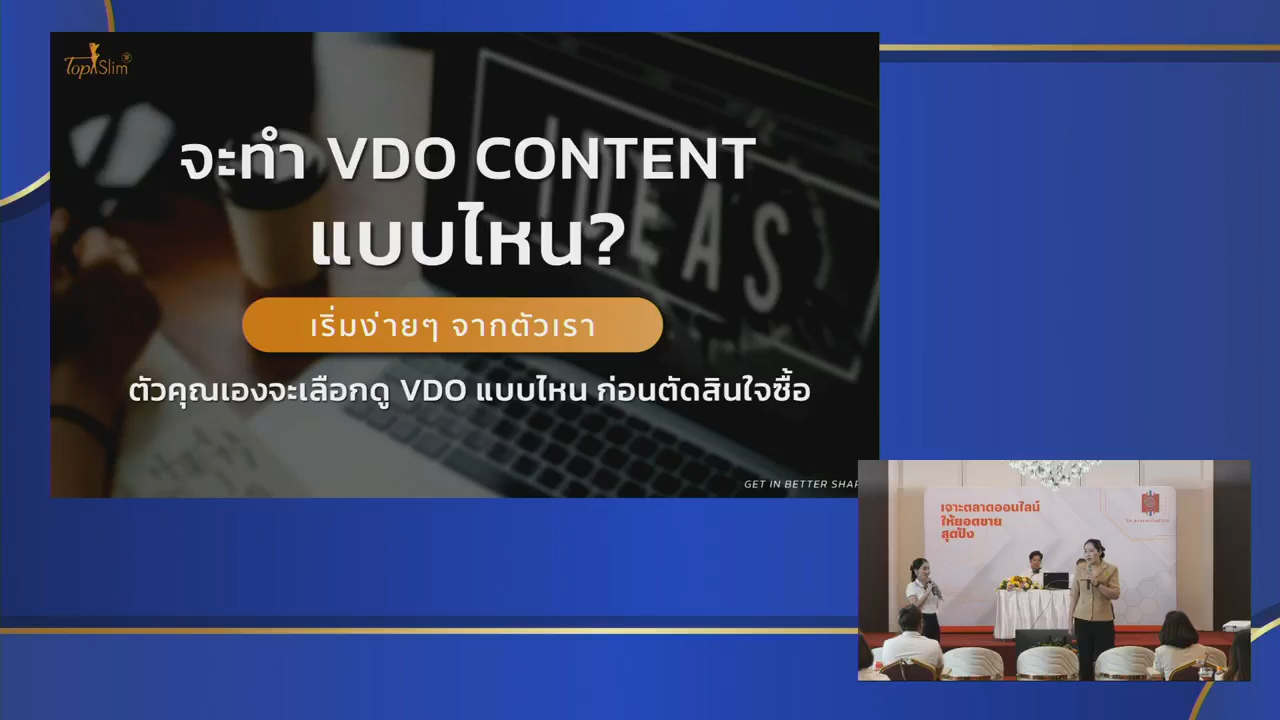 Top Slim
จะทำ VDO CONTENT
IDEAS
แบบไหน?
เริ่มง่ายๆ จากตัวเรา
ตัวคุณเองจะเลือกดู VDO แบบไหน ก่อนตัดสินใจซื้อ
GET IN BETTER
เจาะตลาดออนไลน์
ให้ยอดขาย
สุดปัง